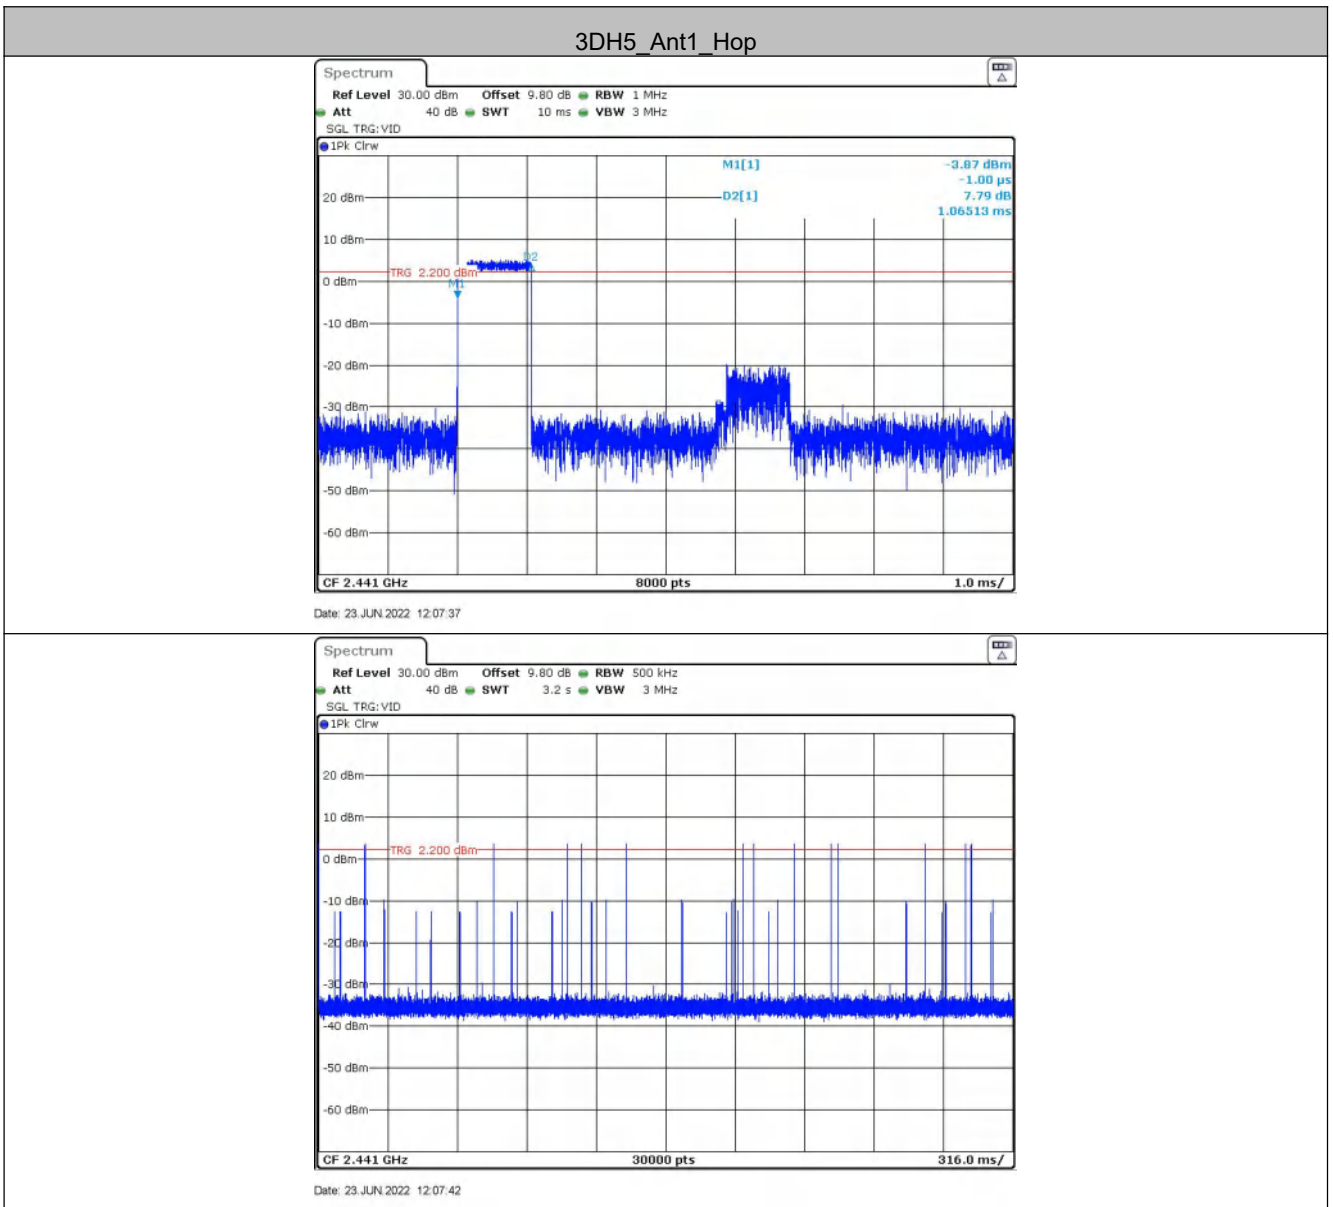 3DH5_Ant1_Hop
Spectrum
Ref Level 30.00 dBm Offset 9.80 dB RBW 1 MHz
Att 40 dB SWT 10 ms VBW 3 MHz
SGL TRG:VID
1Pk Clrw
M1[1] -3.87 dBm
-1.00 µs
20 dBm D2[1] 7.79 dB
1.06513 ms
10 dBm
D2
TRG 2.200 dBm
0 dBm
M1
-10 dBm
-20 dBm
-30 dBm
-50 dBm
-60 dBm
CF 2.441 GHz 8000 pts 1.0 ms/
Date: 23.JUN.2022 12:07:37
Spectrum
Ref Level 30.00 dBm Offset 9.80 dB RBW 500 kHz
Att 40 dB SWT 3.2 s VBW 3 MHz
SGL TRG:VID
1Pk Clrw
20 dBm
10 dBm
TRG 2.200 dBm
0 dBm
-10 dBm
-20 dBm
-30 dBm
-40 dBm
-50 dBm
-60 dBm
CF 2.441 GHz 30000 pts 316.0 ms/
Date: 23.JUN.2022 12:07:42